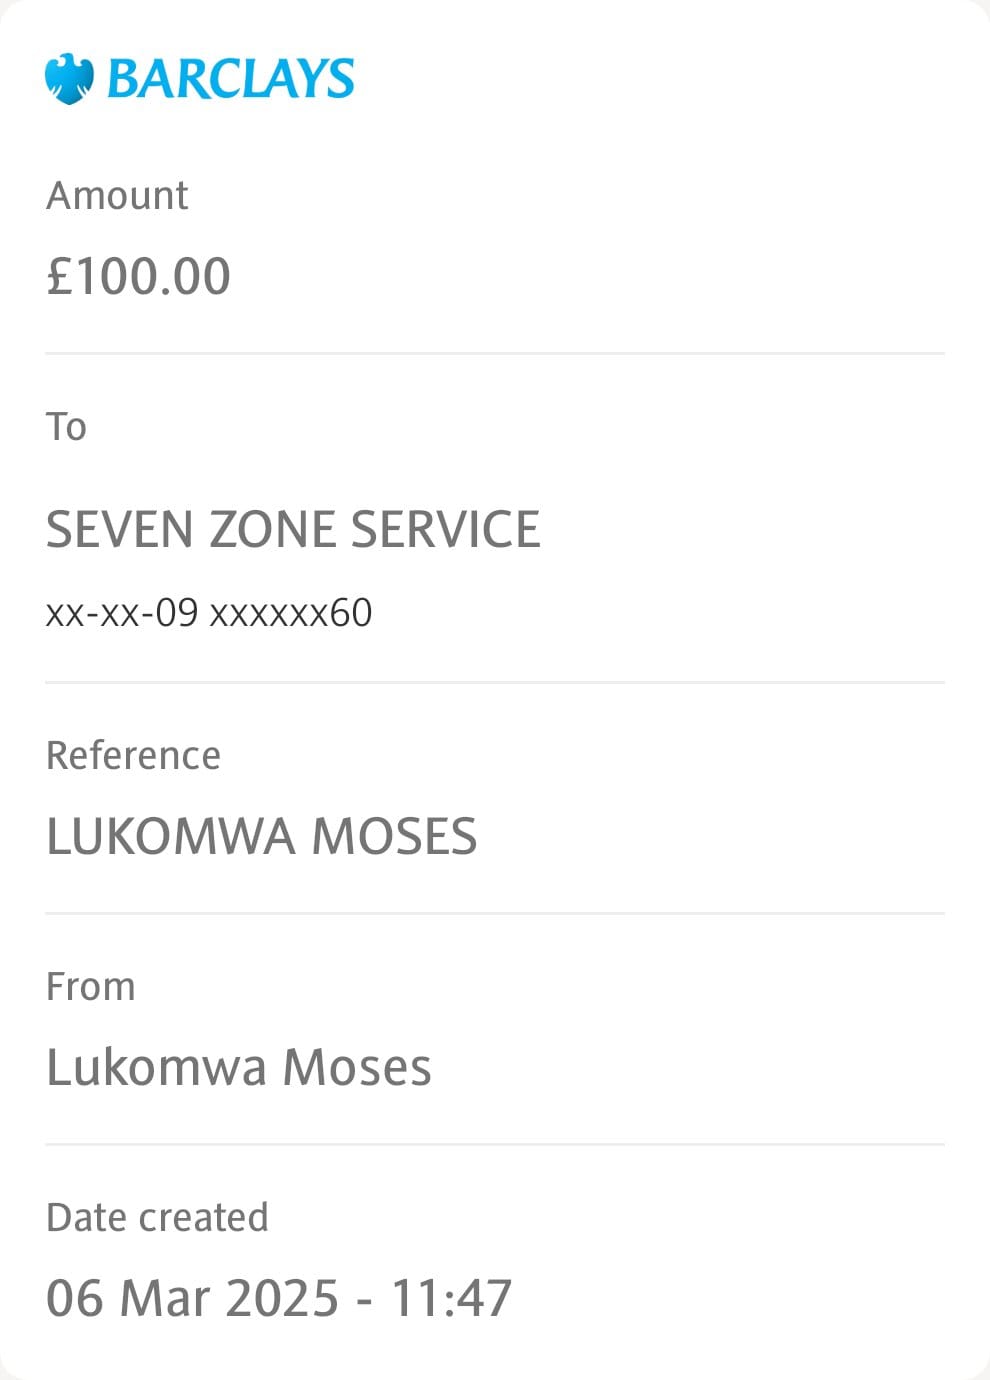 BARCLAYS
Amount
£100.00
To
SEVEN ZONE SERVICE
xx-xx-09 xxxxxx60
Reference
LUKOMWA MOSES
From
Lukomwa Moses
Date created
06 Mar 2025 - 11:47